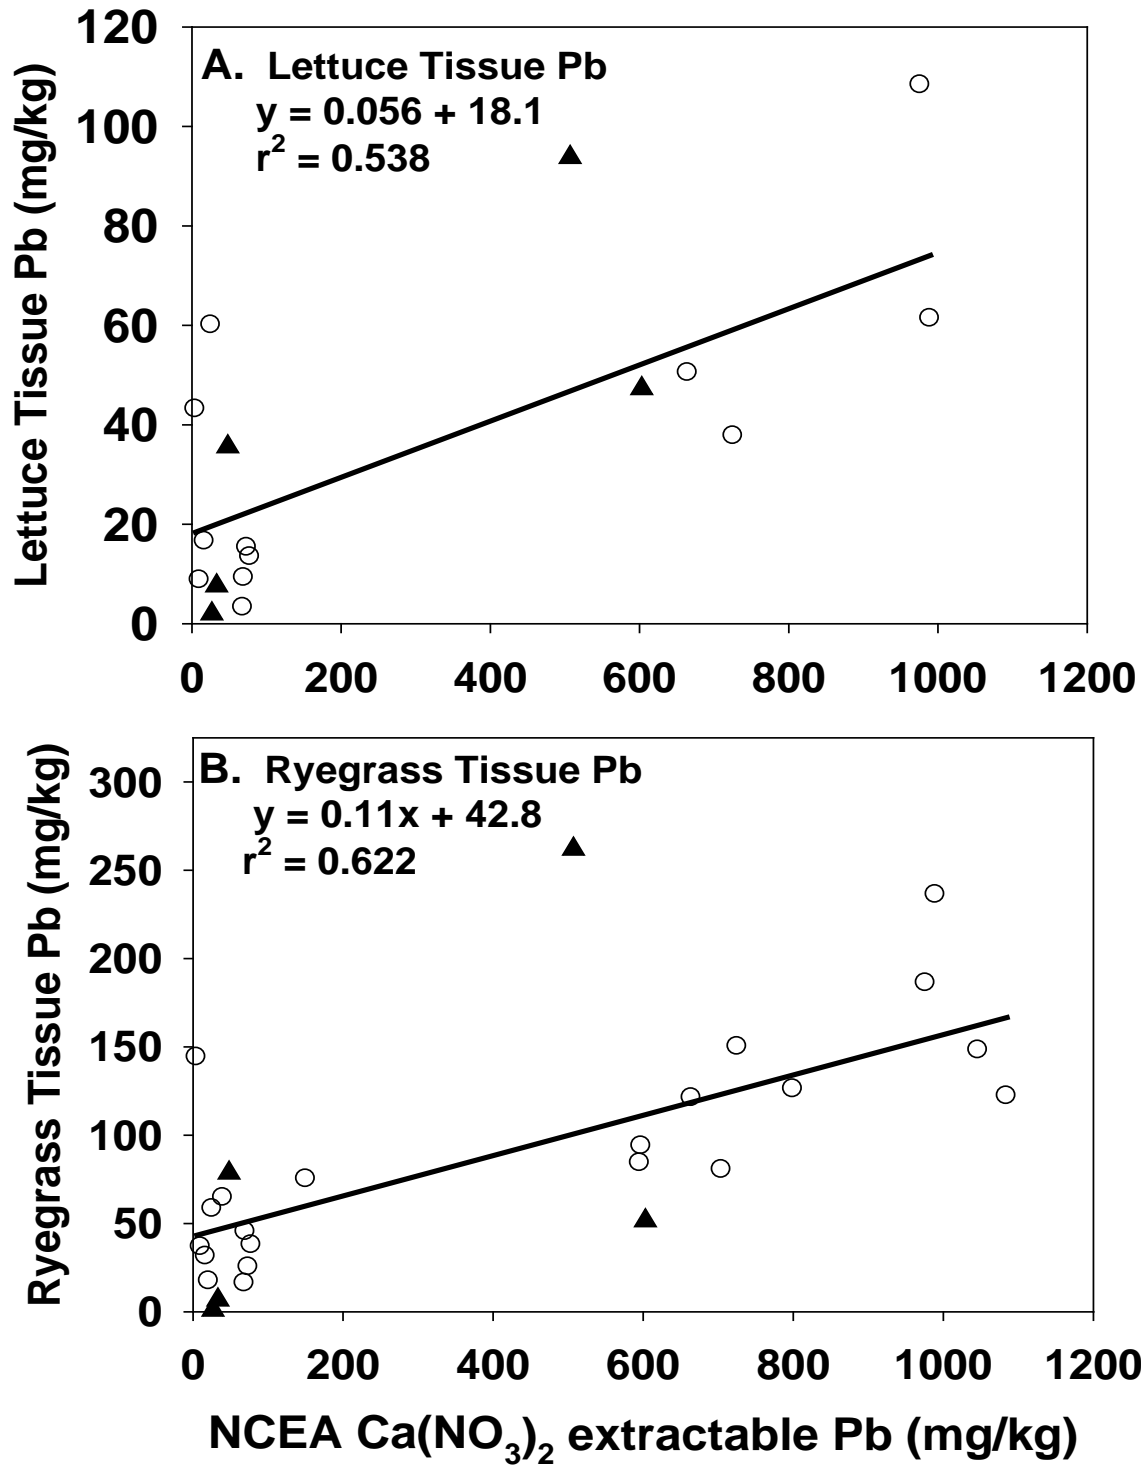 120
100
80
60
40
20
0
Lettuce Tissue Pb (mg/kg)
A. Lettuce Tissue Pb
y = 0.056 + 18.1
r² = 0.538
0 200 400 600 800 1000 1200
300
250
200
150
100
50
0
Ryegrass Tissue Pb (mg/kg)
B. Ryegrass Tissue Pb
y = 0.11x + 42.8
r² = 0.622
0 200 400 600 800 1000 1200
NCEA Ca(NO₃)₂ extractable Pb (mg/kg)